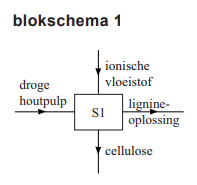 blokschema 1
ionische
vloeistof
droge
houtpulp
S1
lignine-
oplossing
cellulose